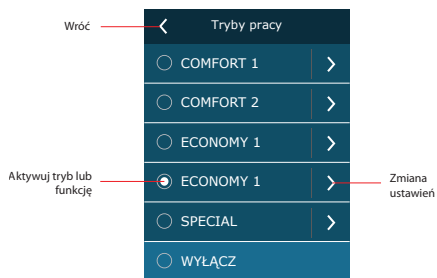 Wróć
Tryby pracy
COMFORT 1
COMFORT 2
ECONOMY 1
Aktywuj tryb lub
funkcję
ECONOMY 1
Zmiana
ustawień
SPECIAL
WYŁĄCZ